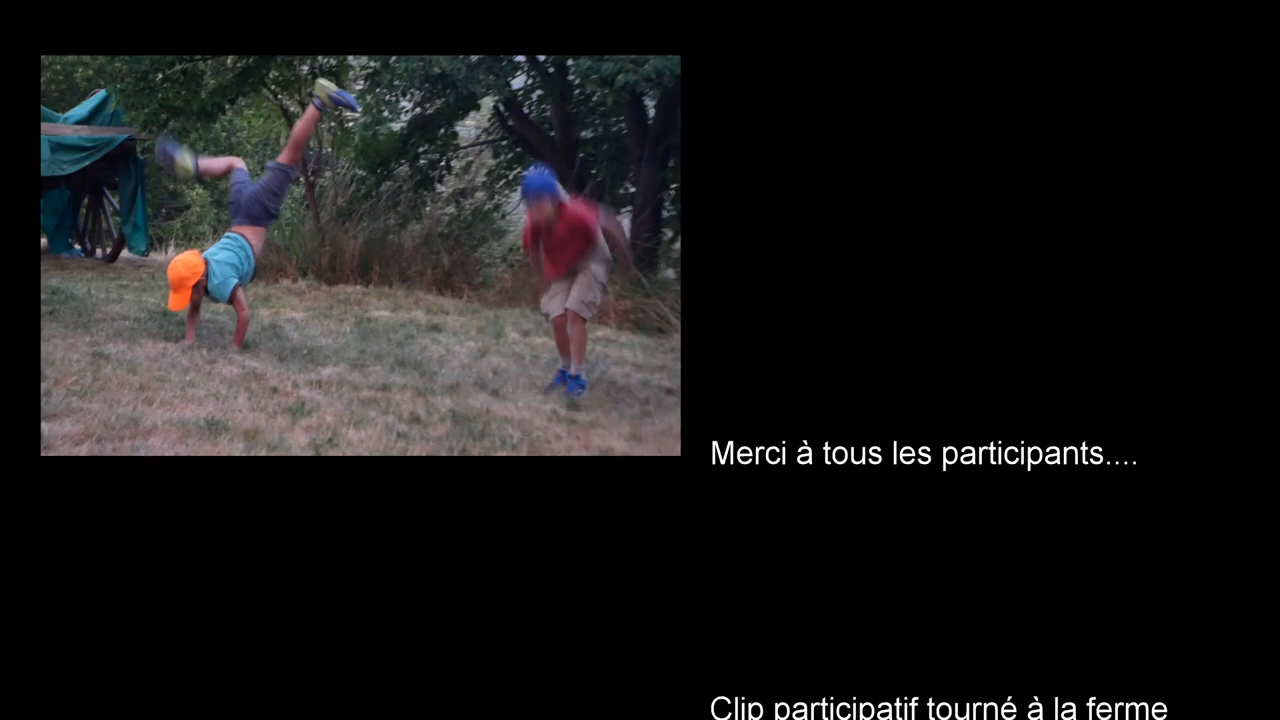 Merci à tous les participants....
Clip participatif tourné à la ferme